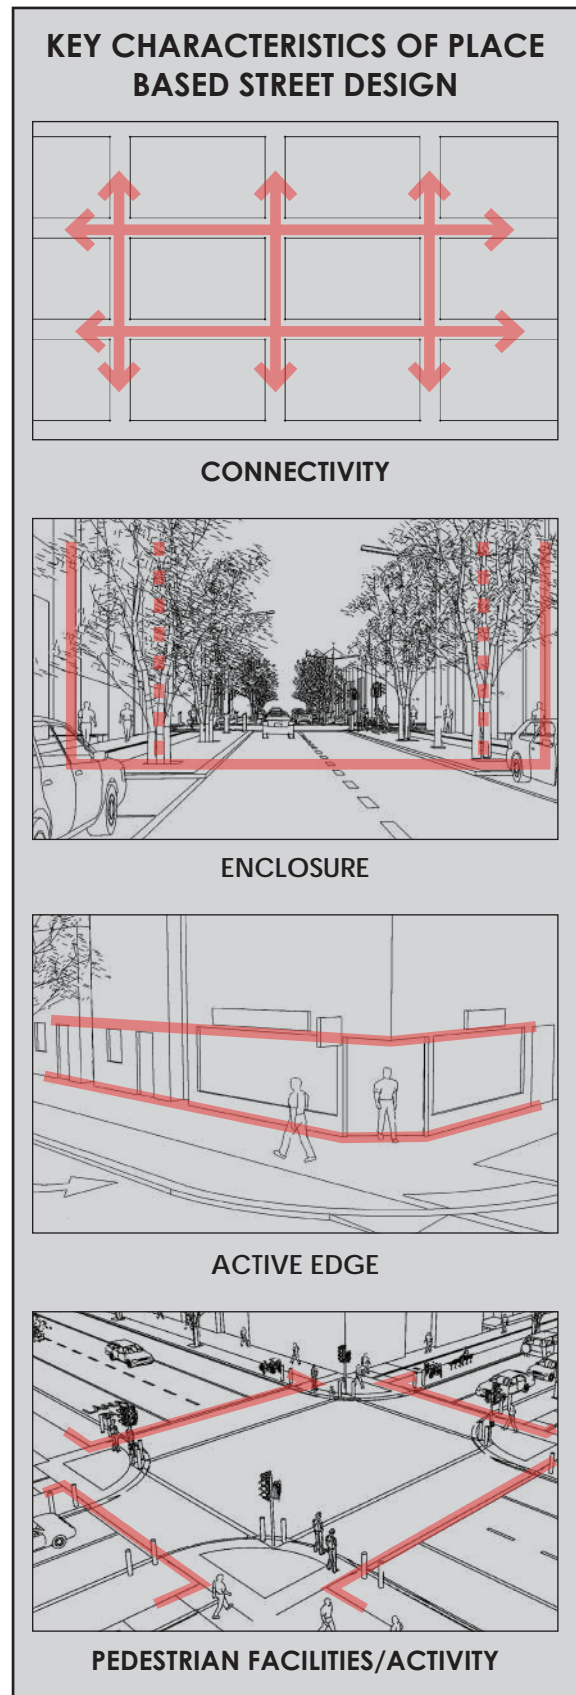 KEY CHARACTERISTICS OF PLACE
BASED STREET DESIGN
CONNECTIVITY
ENCLOSURE
ACTIVE EDGE
PEDESTRIAN FACILITIES/ACTIVITY